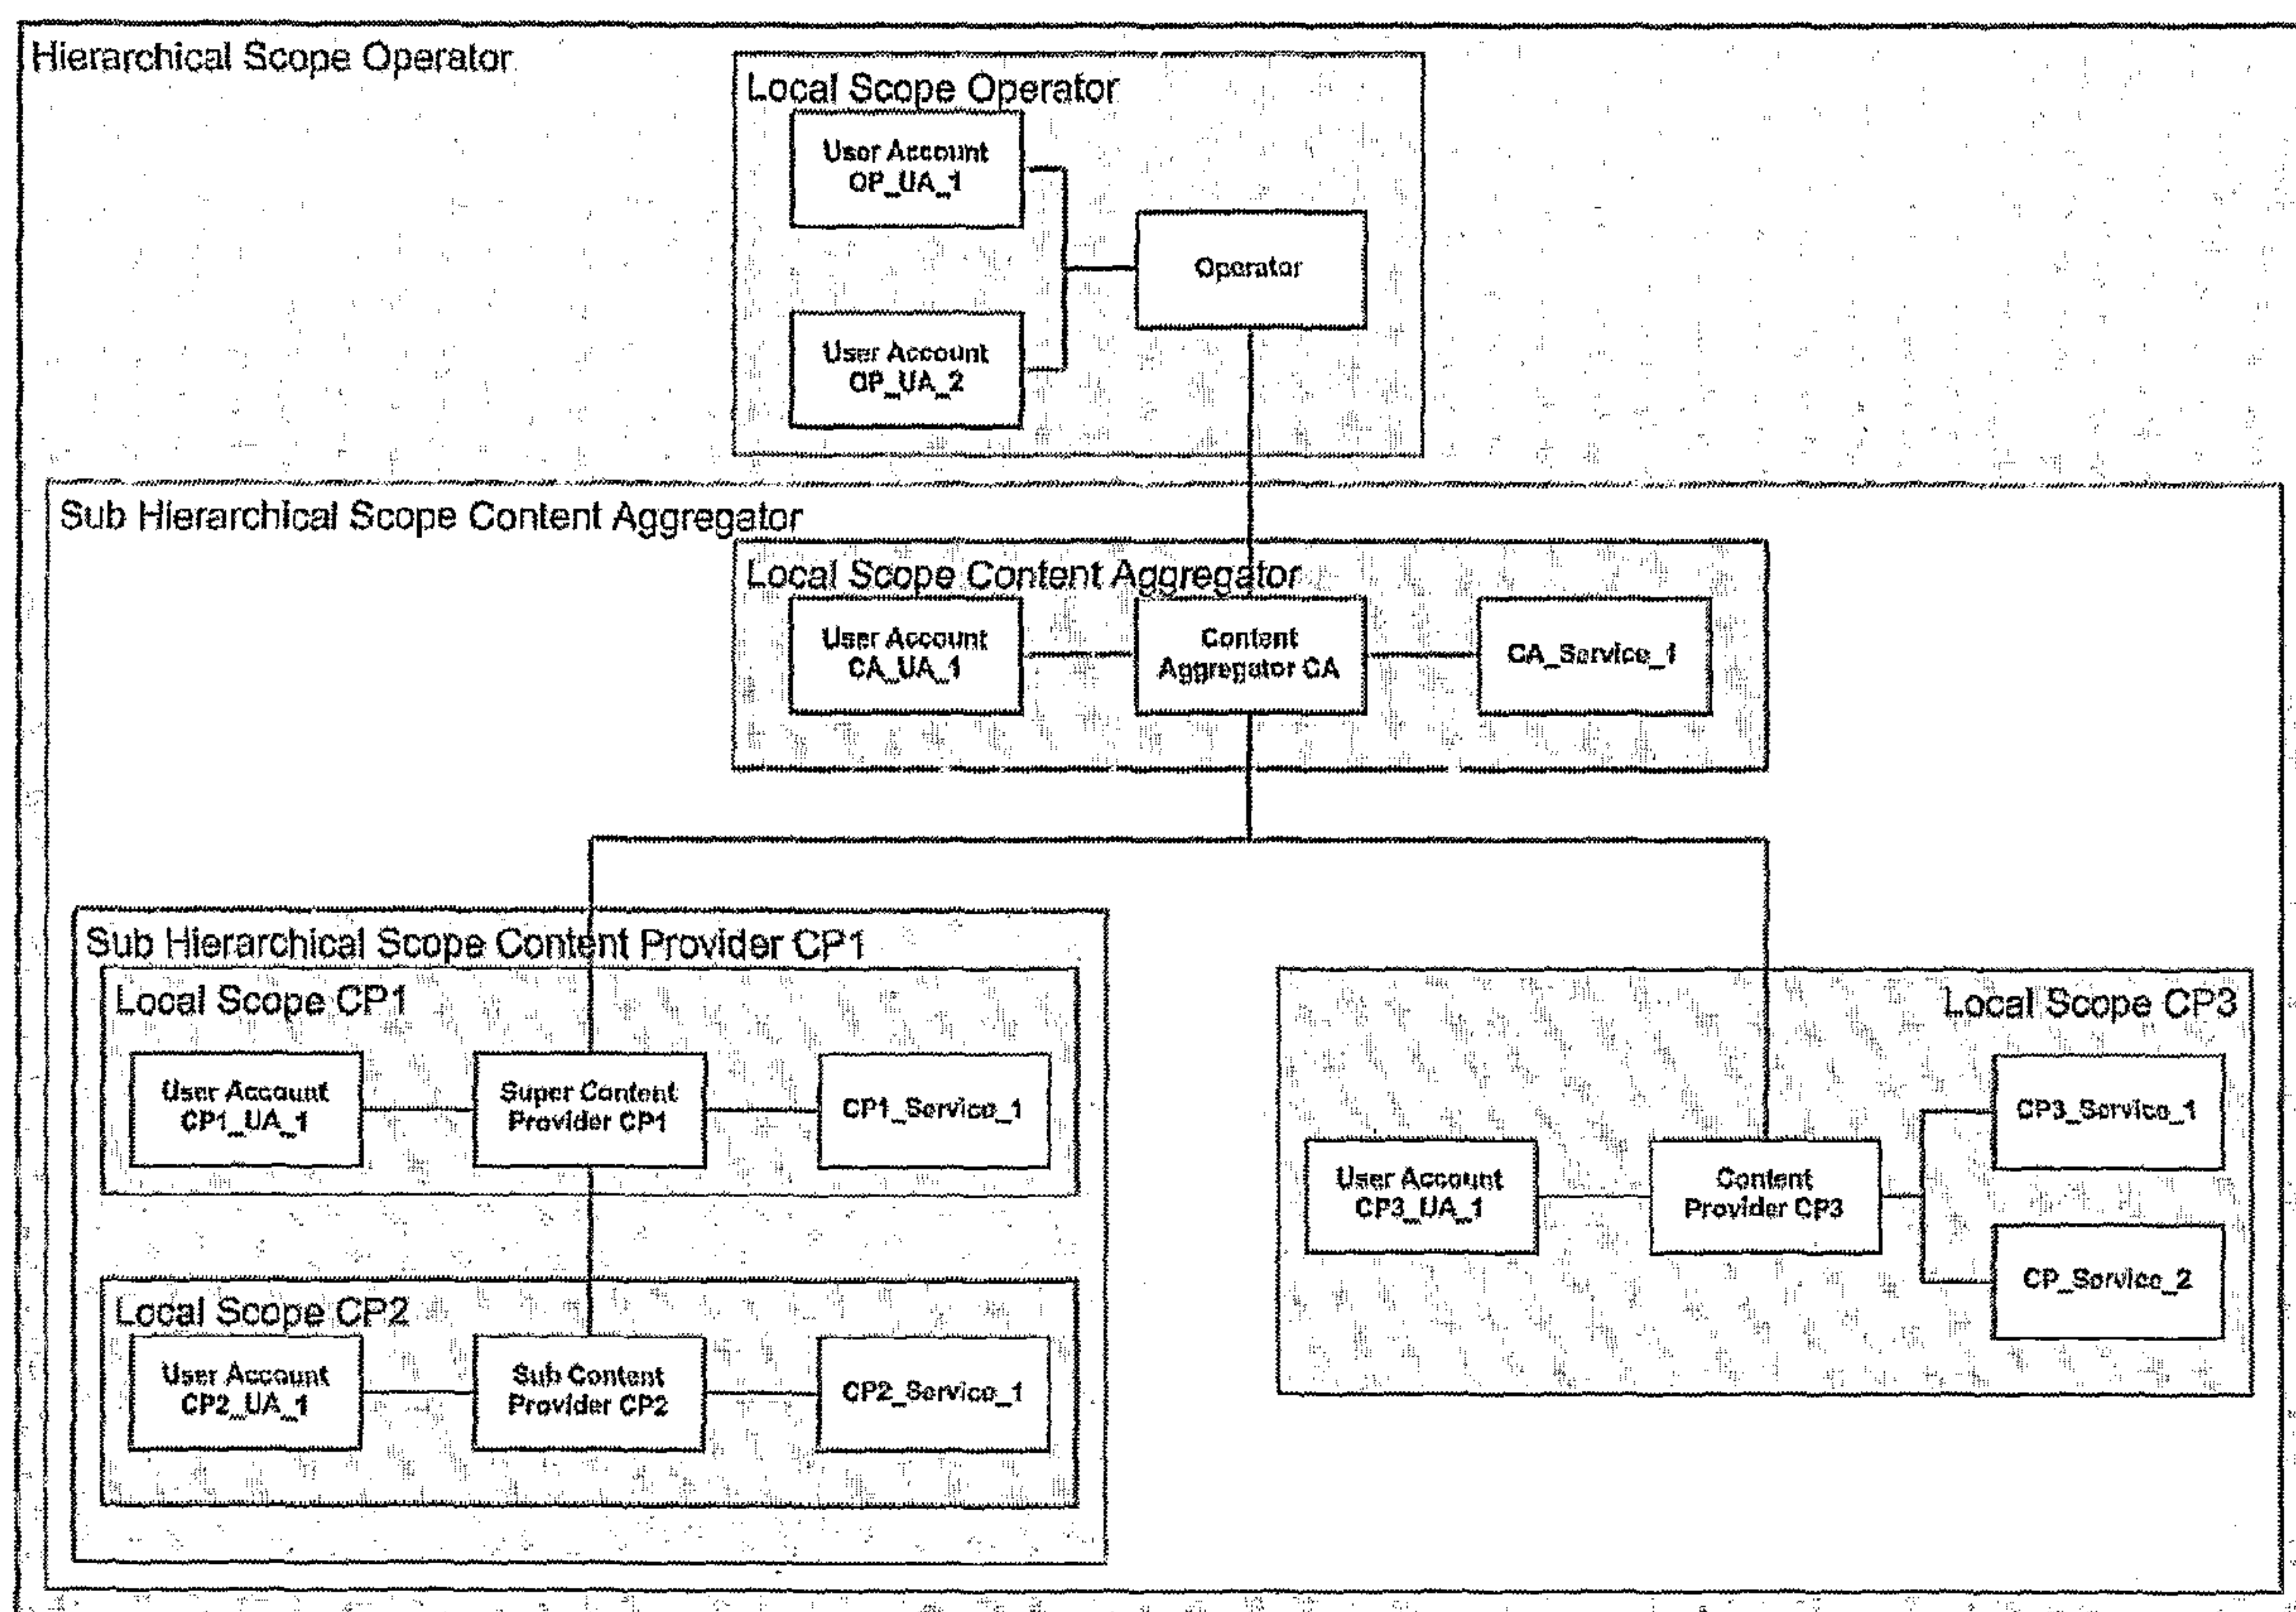 Hierarchical Scope Operator
Local Scope Operator
User Account
OP_UA_1
Operator
User Account
OP_UA_2
Sub Hierarchical Scope Content Aggregator
Local Scope Content Aggregator
User Account
CA_UA_1
Content
Aggregator CA
CA_Service_1
Sub Hierarchical Scope Content Provider CP1
Local Scope CP1
User Account
CP1_UA_1
Super Content
Provider CP1
CP1_Service_1
Local Scope CP2
User Account
CP2_UA_1
Sub Content
Provider CP2
CP2_Service_1
Local Scope CP3
User Account
CP3_UA_1
Content
Provider CP3
CP3_Service_1
CP_Service_2